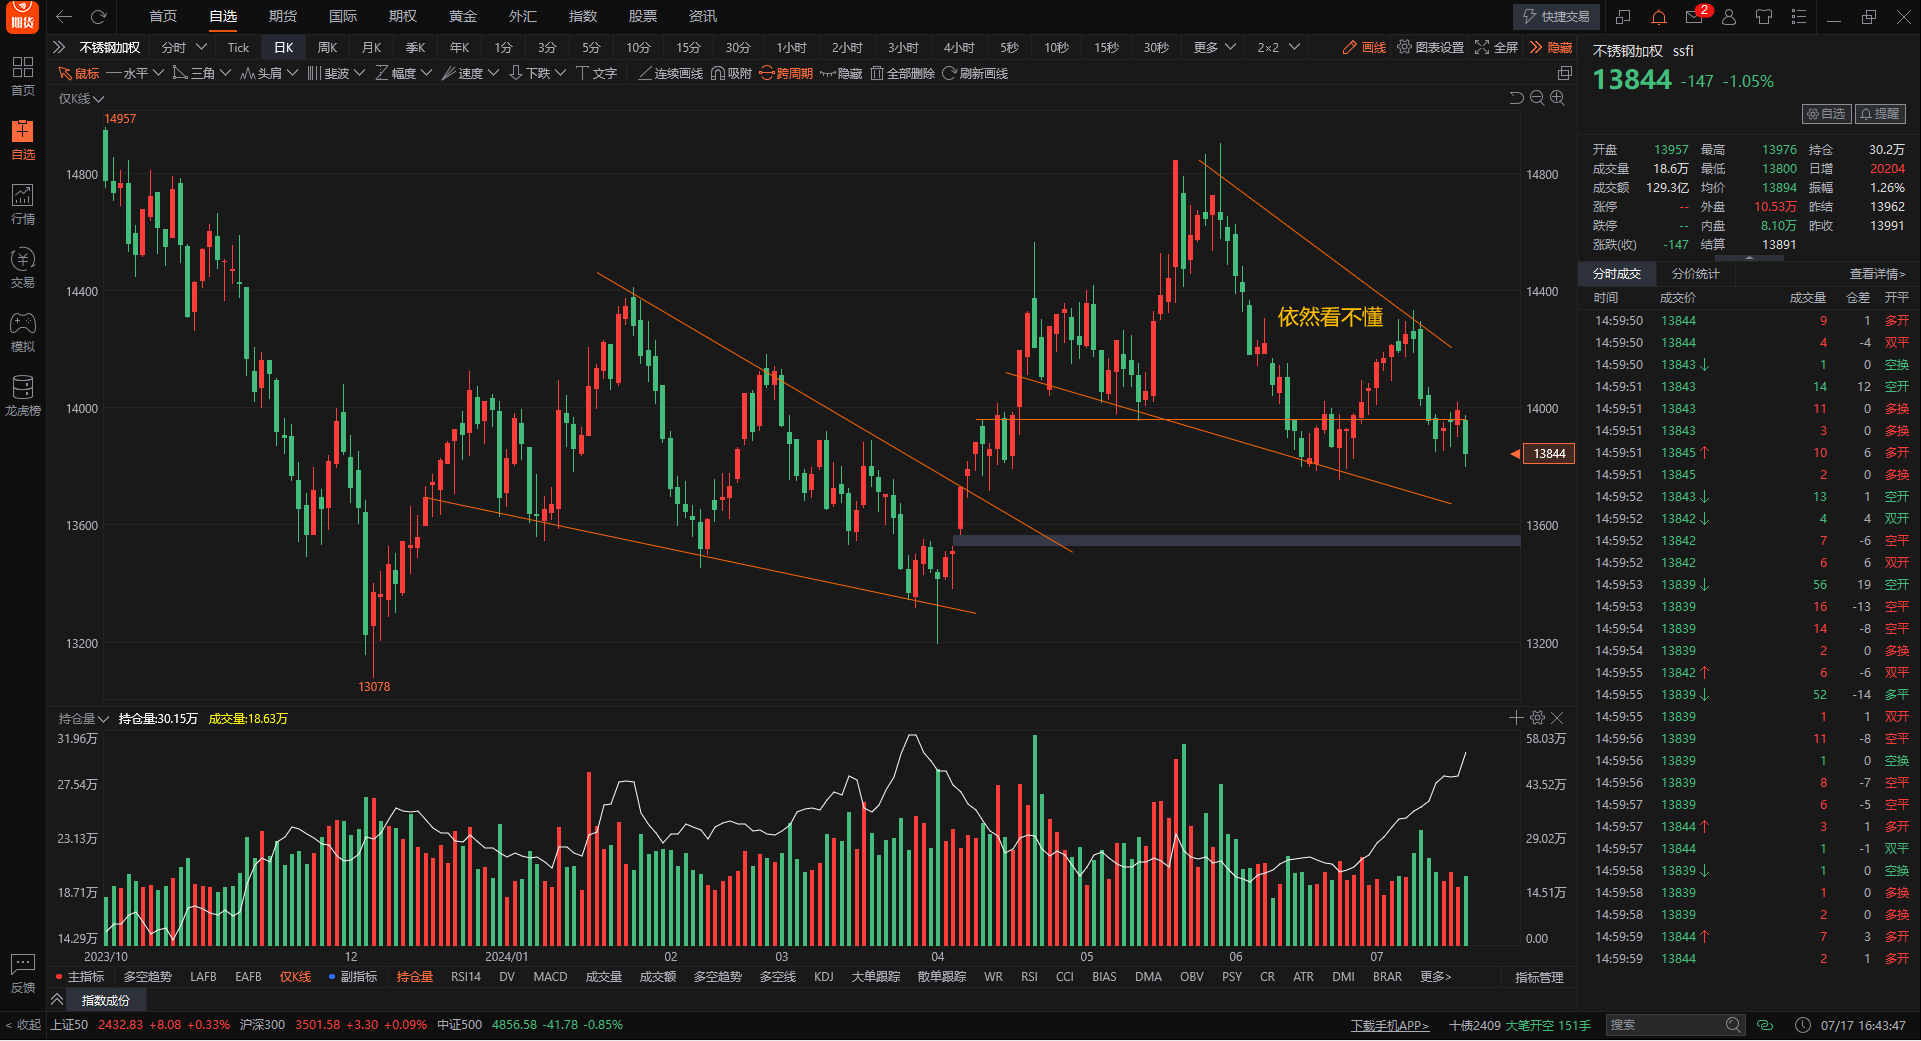 期货 首页 自选 期货 国际 期权 黄金 外汇 指数 股票 资讯 快捷交易 2
不锈钢加权 分时 Tick 日K 周K 月K 季K 年K 1分 3分 5分 10分 15分 30分 1小时 2小时 3小时 4小时 5秒 10秒 15秒 30秒 更多 2×2 画线 图表设置 全屏 隐藏
鼠标 水平 三角 头肩 斐波 幅度 速度 下跌 文字 连续画线 吸附 跨周期 隐藏 全部删除 刷新画线
首页
自选
行情
交易
模拟
龙虎榜
反馈
< 收起
仅K线
14957
14800 14800
14400 14400
14000 14000
13600 13600
13200 13200
依然看不懂
13844
13078
持仓量 持仓量:30.15万 成交量:18.63万
31.96万 58.03万
27.54万 43.52万
23.13万 29.02万
18.71万 14.51万
14.29万 0.00
2023/10 12 2024/01 02 03 04 05 06 07
主指标 多空趋势 LAFB EAFB 仅K线 副指标 持仓量 RSI14 DV MACD 成交量 成交额 多空趋势 多空线 KDJ 大单跟踪 散单跟踪 WR RSI CCI BIAS DMA OBV PSY CR ATR DMI BRAR 更多> 指标管理
指数成份
上证50 2432.83 +8.08 +0.33% 沪深300 3501.58 +3.30 +0.09% 中证500 4856.58 -41.78 -0.85% 下载手机APP> 十债2409 大笔开空 151手 搜索 07/17 16:43:47
不锈钢加权 ssfi
13844 -147 -1.05%
自选 提醒
开盘 13957 最高 13976 持仓 30.2万
成交量 18.6万 最低 13800 日增 20204
成交额 129.3亿 均价 13894 振幅 1.26%
涨停 -- 外盘 10.53万 昨结 13962
跌停 -- 内盘 8.10万 昨收 13991
涨跌(收) -147 结算 13891
分时成交 分价统计 查看详情>
时间 成交价 成交量 仓差 开平
14:59:50 13844 9 1 多开
14:59:50 13844 4 -4 双平
14:59:50 13843↓ 1 0 空换
14:59:51 13843 14 12 空开
14:59:51 13843 11 0 多换
14:59:51 13843 3 0 多换
14:59:51 13845↑ 10 6 多开
14:59:51 13845 2 0 多换
14:59:52 13843↓ 13 1 空开
14:59:52 13842↓ 4 4 双开
14:59:52 13842 7 -6 空平
14:59:52 13842 6 6 双开
14:59:53 13839↓ 56 19 空开
14:59:53 13839 16 -13 空平
14:59:54 13839 14 -8 空平
14:59:54 13839 2 0 多换
14:59:55 13842↑ 6 -6 双平
14:59:55 13839↓ 52 -14 多平
14:59:55 13839 1 1 双开
14:59:56 13839 11 -8 空平
14:59:56 13839 1 0 空换
14:59:56 13839 8 -7 空平
14:59:57 13839 6 -5 空平
14:59:57 13844↑ 3 1 多开
14:59:57 13844 1 -1 双平
14:59:58 13839↓ 1 0 空换
14:59:58 13839 1 0 多换
14:59:58 13839 2 0 多换
14:59:59 13844↑ 7 3 多开
14:59:59 13844 2 1 多开